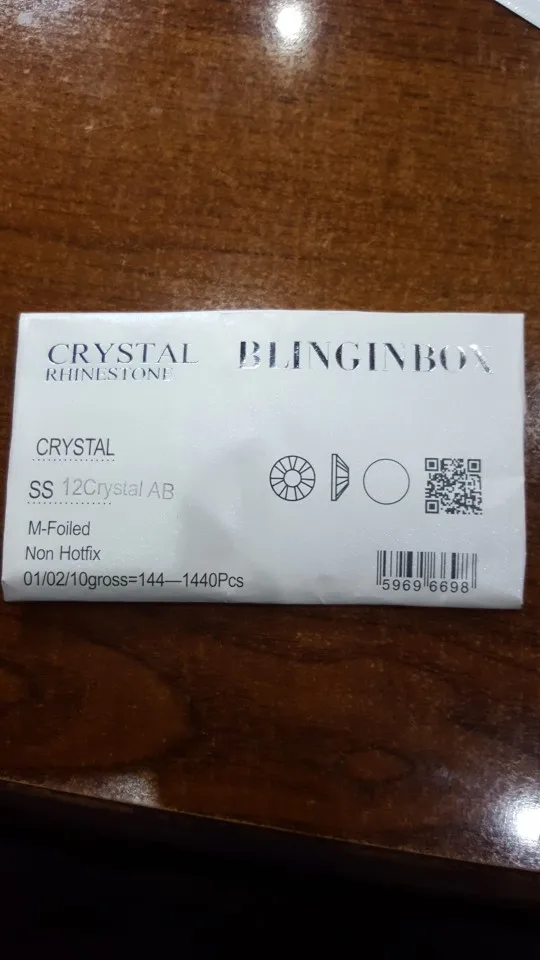 CRYSTAL
RHINESTONE
BLINGINBOX
CRYSTAL
SS 12Crystal AB
M-Foiled
Non Hotfix
01/02/10gross=144—1440Pcs
5969 6698